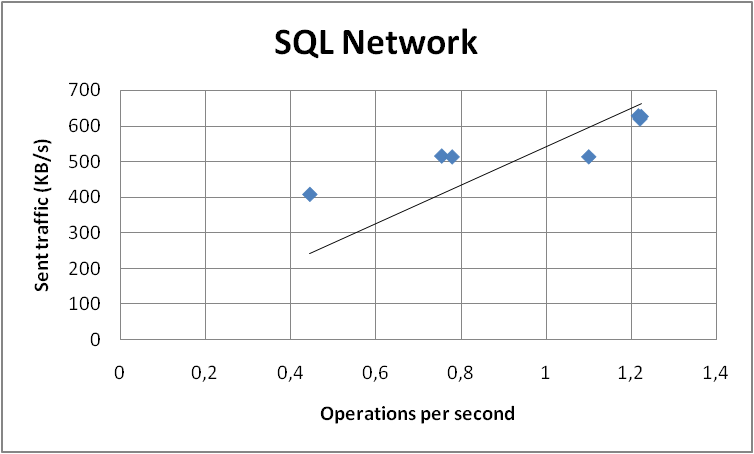 SQL Network
Sent traffic (KB/s)
700
600
500
400
300
200
100
0
0 0,2 0,4 0,6 0,8 1 1,2 1,4
Operations per second